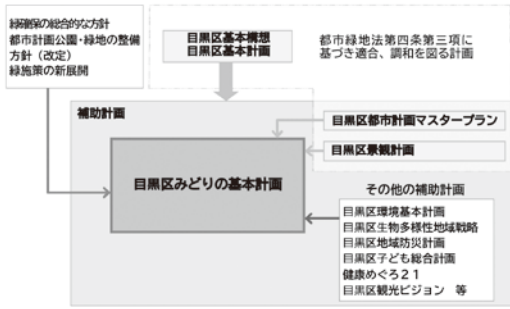 緑確保の総合的な方針
都市計画公園・緑地の整備
方針（改定）
緑施策の新展開
目黒区基本構想
目黒区基本計画
都市緑地法第四条第三項に
基づき適合、調和を図る計画
補助計画
目黒区都市計画マスタープラン
目黒区景観計画
目黒区みどりの基本計画
その他の補助計画
目黒区環境基本計画
目黒区生物多様性地域戦略
目黒区地域防災計画
目黒区子ども総合計画
健康めぐろ２１
目黒区観光ビジョン　等